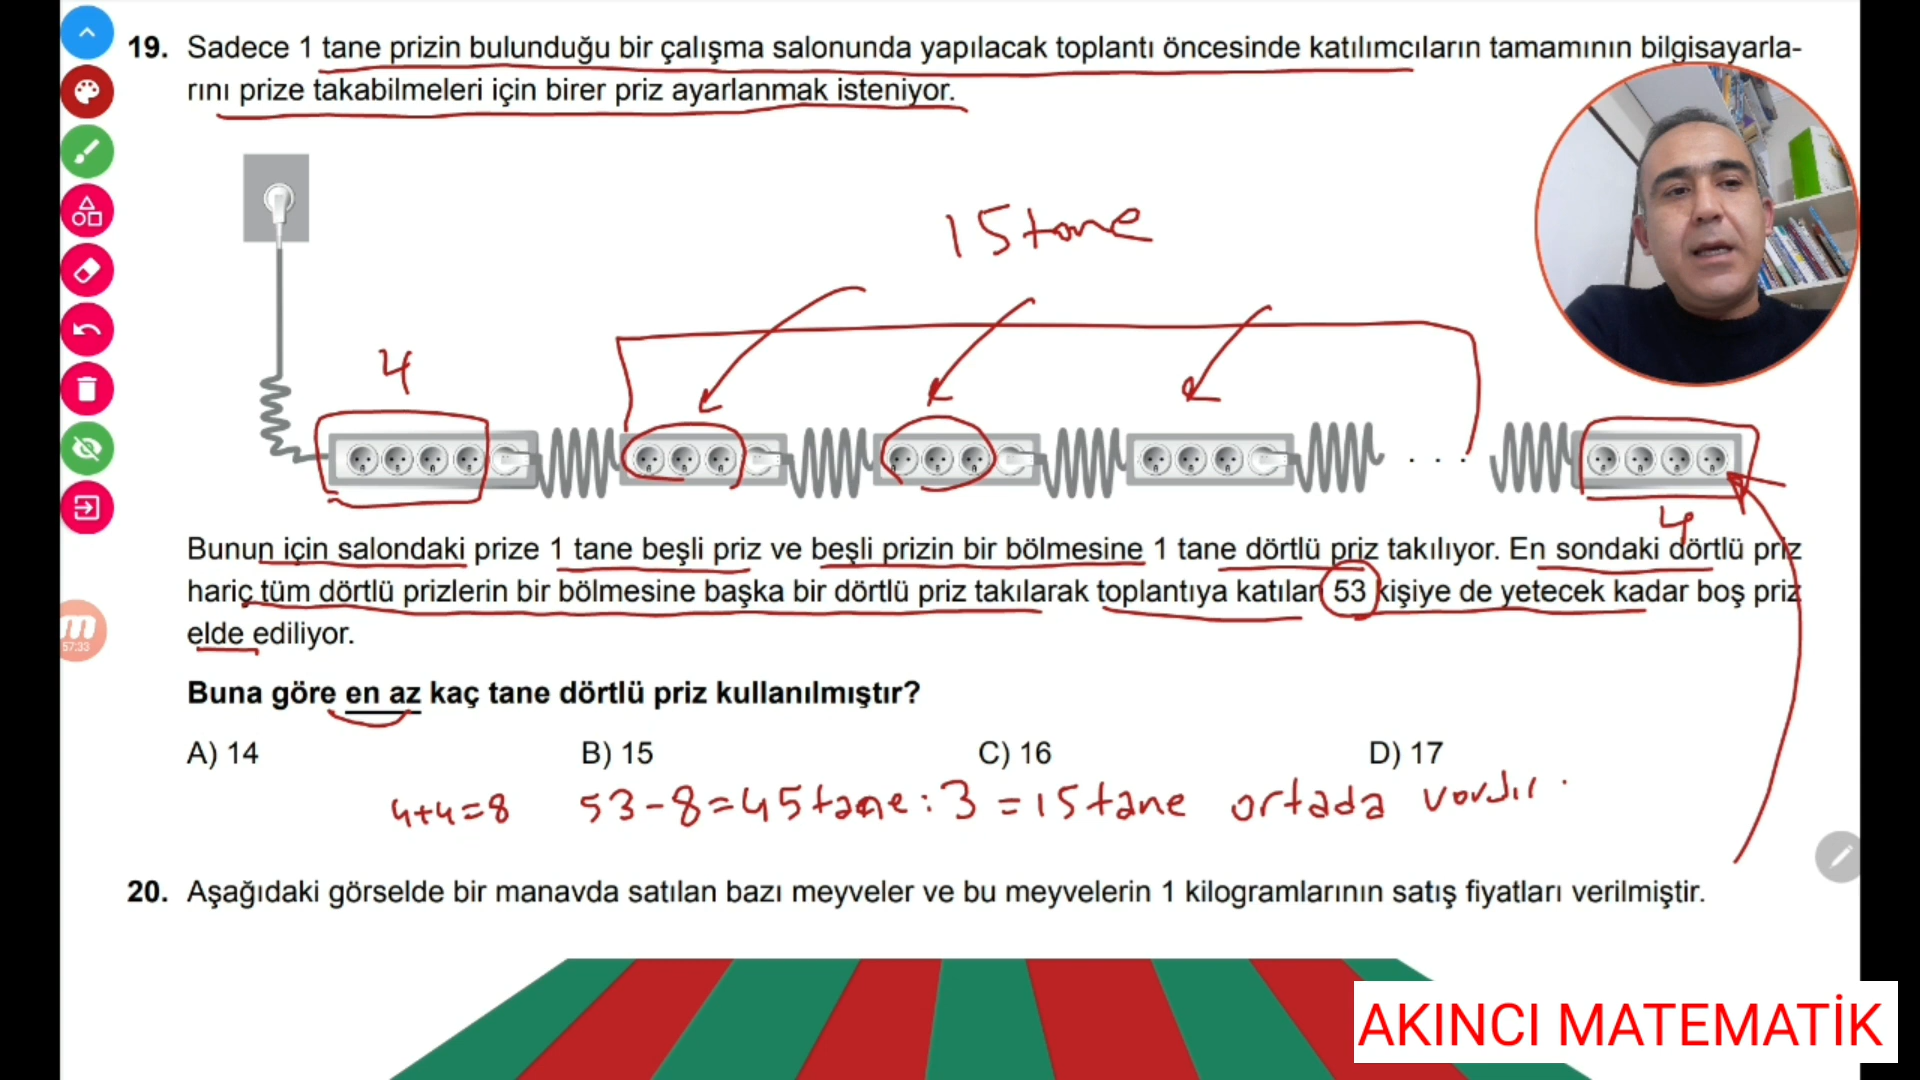 19. Sadece 1 tane prizin bulunduğu bir çalışma salonunda yapılacak toplantı öncesinde katılımcıların tamamının bilgisayarla-
rını prize takabilmeleri için birer priz ayarlanmak isteniyor.
15 tane
4
. . .
4
Bunun için salondaki prize 1 tane beşli priz ve beşli prizin bir bölmesine 1 tane dörtlü priz takılıyor. En sondaki dörtlü priz
hariç tüm dörtlü prizlerin bir bölmesine başka bir dörtlü priz takılarak toplantıya katılan 53 kişiye de yetecek kadar boş priz
elde ediliyor.
57:33
Buna göre en az kaç tane dörtlü priz kullanılmıştır?
A) 14 B) 15 C) 16 D) 17
4+4=8 53-8=45 tane:3=15 tane ortada vardır.
20. Aşağıdaki görselde bir manavda satılan bazı meyveler ve bu meyvelerin 1 kilogramlarının satış fiyatları verilmiştir.
AKINCI MATEMATİK